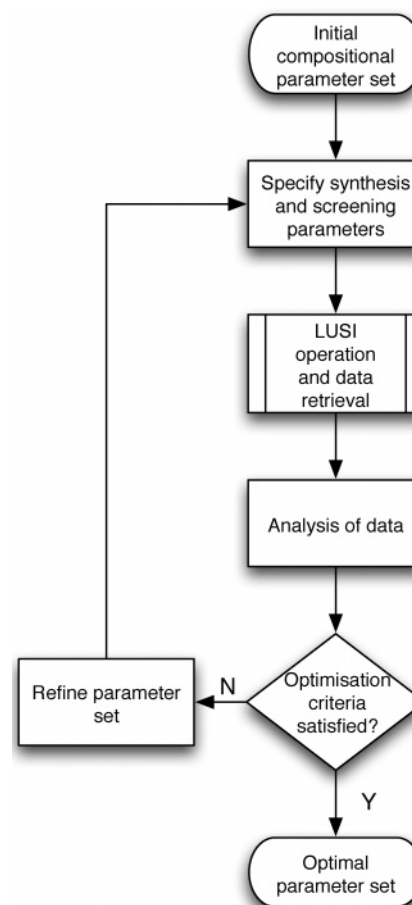 Initial
compositional
parameter set
Specify synthesis
and screening
parameters
LUSI
operation
and data
retrieval
Analysis of data
Optimisation
criteria
satisfied?
N
Refine parameter
set
Y
Optimal
parameter set